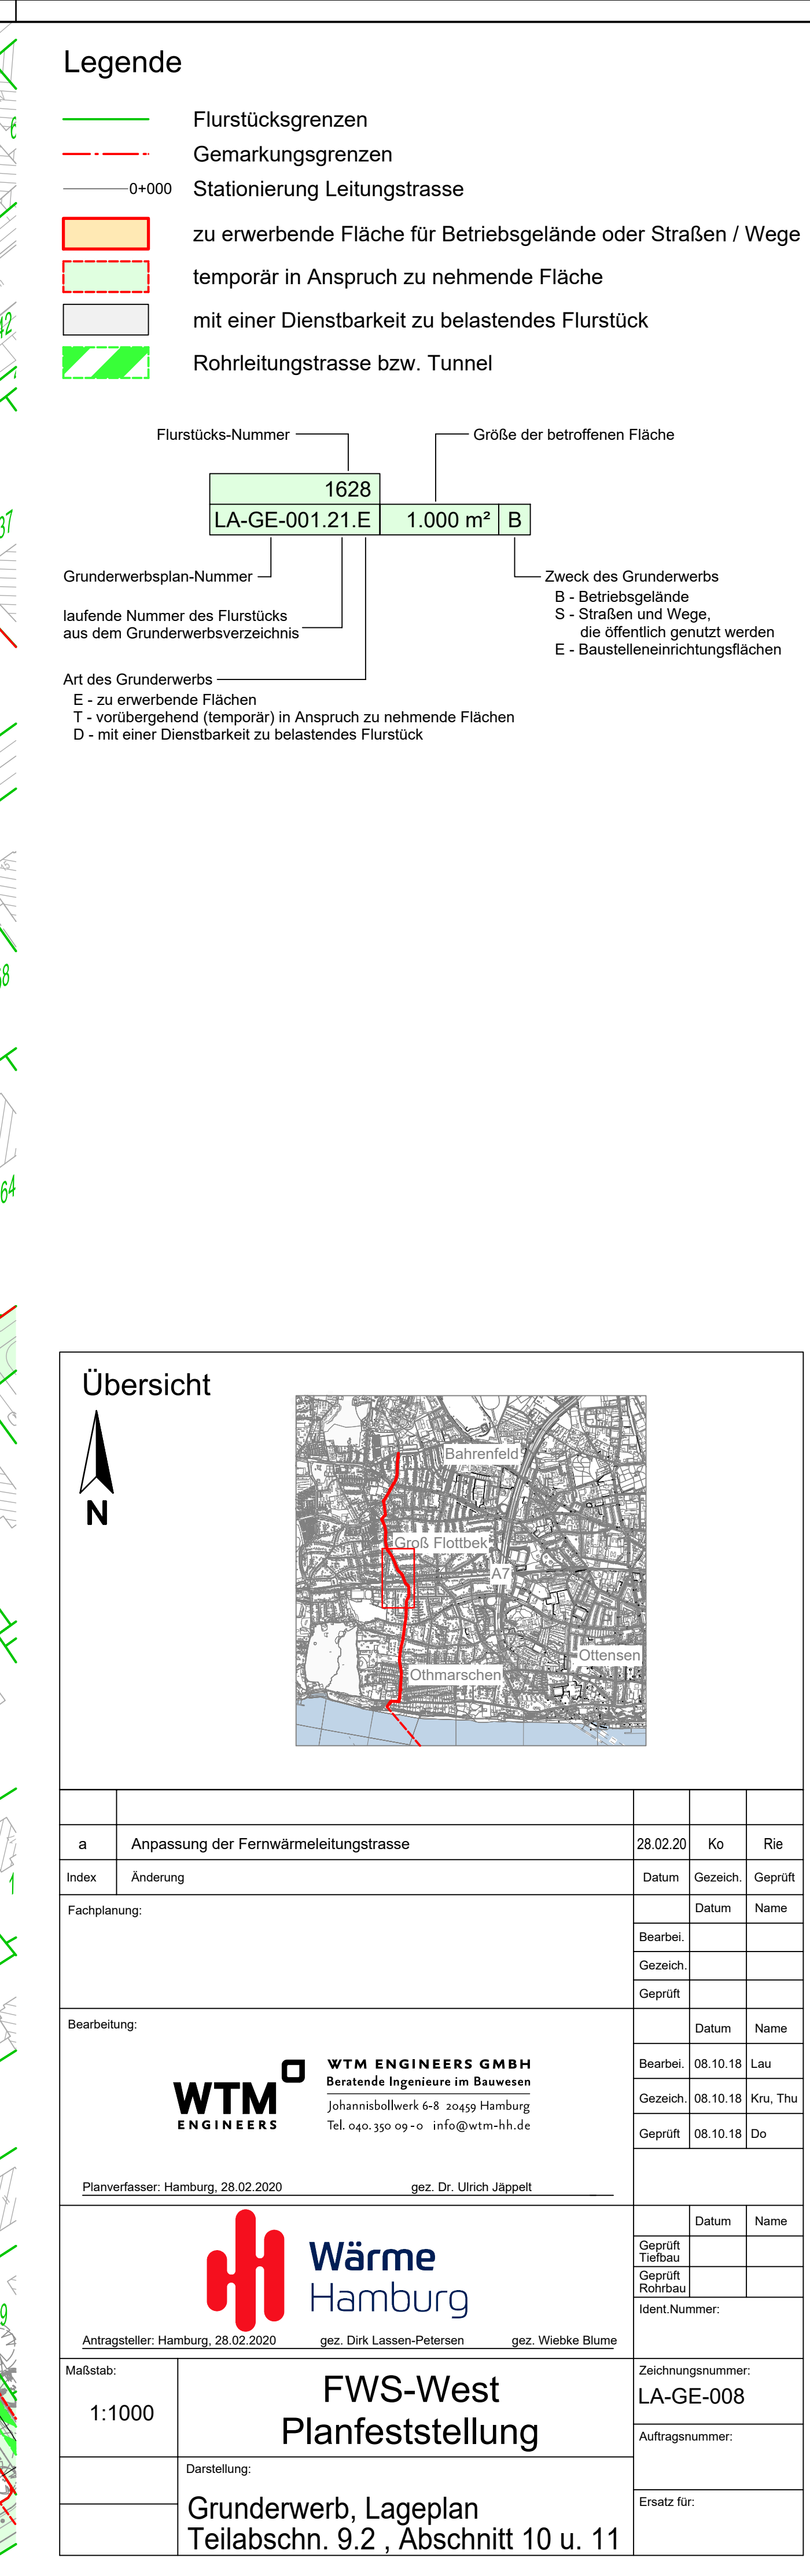 Legende
Flurstücksgrenzen
Gemarkungsgrenzen
0+000 Stationierung Leitungstrasse
zu erwerbende Fläche für Betriebsgelände oder Straßen / Wege
temporär in Anspruch zu nehmende Fläche
mit einer Dienstbarkeit zu belastendes Flurstück
Rohrleitungstrasse bzw. Tunnel
Flurstücks-Nummer
Größe der betroffenen Fläche
1628
LA-GE-001.21.E 1.000 m² B
Grunderwerbsplan-Nummer
laufende Nummer des Flurstücks
aus dem Grunderwerbsverzeichnis
Zweck des Grunderwerbs
B - Betriebsgelände
S - Straßen und Wege,
die öffentlich genutzt werden
E - Baustelleneinrichtungsflächen
Art des Grunderwerbs
E - zu erwerbende Flächen
T - vorübergehend (temporär) in Anspruch zu nehmende Flächen
D - mit einer Dienstbarkeit zu belastendes Flurstück
42
37
64
Übersicht
N
Bahrenfeld
Groß Flottbek
A7
Ottensen
Othmarschen
a Anpassung der Fernwärmeleitungstrasse 28.02.20 Ko Rie
Index Änderung Datum Gezeich. Geprüft
Fachplanung:
Datum Name
Bearbei.
Gezeich.
Geprüft
Bearbeitung:
WTM
ENGINEERS
WTM ENGINEERS GMBH
Beratende Ingenieure im Bauwesen
Johannisbollwerk 6-8 20459 Hamburg
Tel. 040.350 09-0 info@wtm-hh.de
Datum Name
Bearbei. 08.10.18 Lau
Gezeich. 08.10.18 Kru, Thu
Geprüft 08.10.18 Do
Planverfasser: Hamburg, 28.02.2020 gez. Dr. Ulrich Jäppelt
Wärme
Hamburg
Antragsteller: Hamburg, 28.02.2020 gez. Dirk Lassen-Petersen gez. Wiebke Blume
Datum Name
Geprüft
Tiefbau
Geprüft
Rohrbau
Ident.Nummer:
Maßstab:
1:1000
FWS-West
Planfeststellung
Zeichnungsnummer:
LA-GE-008
Auftragsnummer:
Darstellung:
Grunderwerb, Lageplan
Teilabschn. 9.2 , Abschnitt 10 u. 11
Ersatz für: